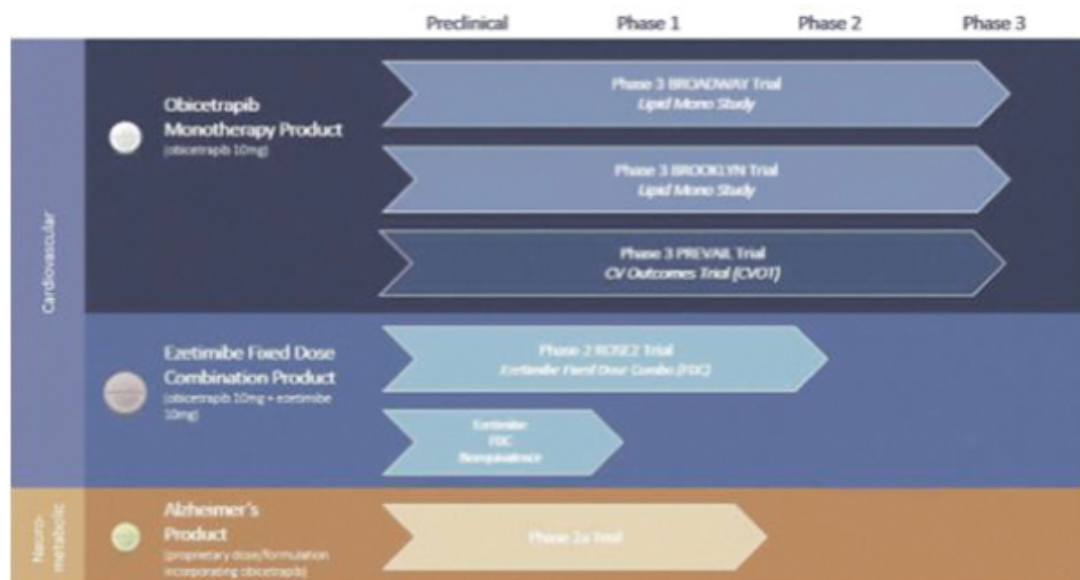 Preclinical Phase 1 Phase 2 Phase 3
Cardiovascular
Obicetrapib
Monotherapy Product
(obicetrapib 10mg)
Phase 3 BROADWAY Trial
Lipid Mono Study
Phase 3 BROOKLYN Trial
Lipid Mono Study
Phase 3 PREVAIL Trial
CV Outcomes Trial (CVOT)
Ezetimibe Fixed Dose
Combination Product
(obicetrapib 10mg + ezetimibe
10mg)
Phase 2 ROSE2 Trial
Ezetimibe Fixed Dose Combo (FDC)
Ezetimibe
FDC
Bioequivalence
Neuro-
metabolic
Alzheimer's
Product
(proprietary dose/formulation
incorporating obicetrapib)
Phase 2a Trial